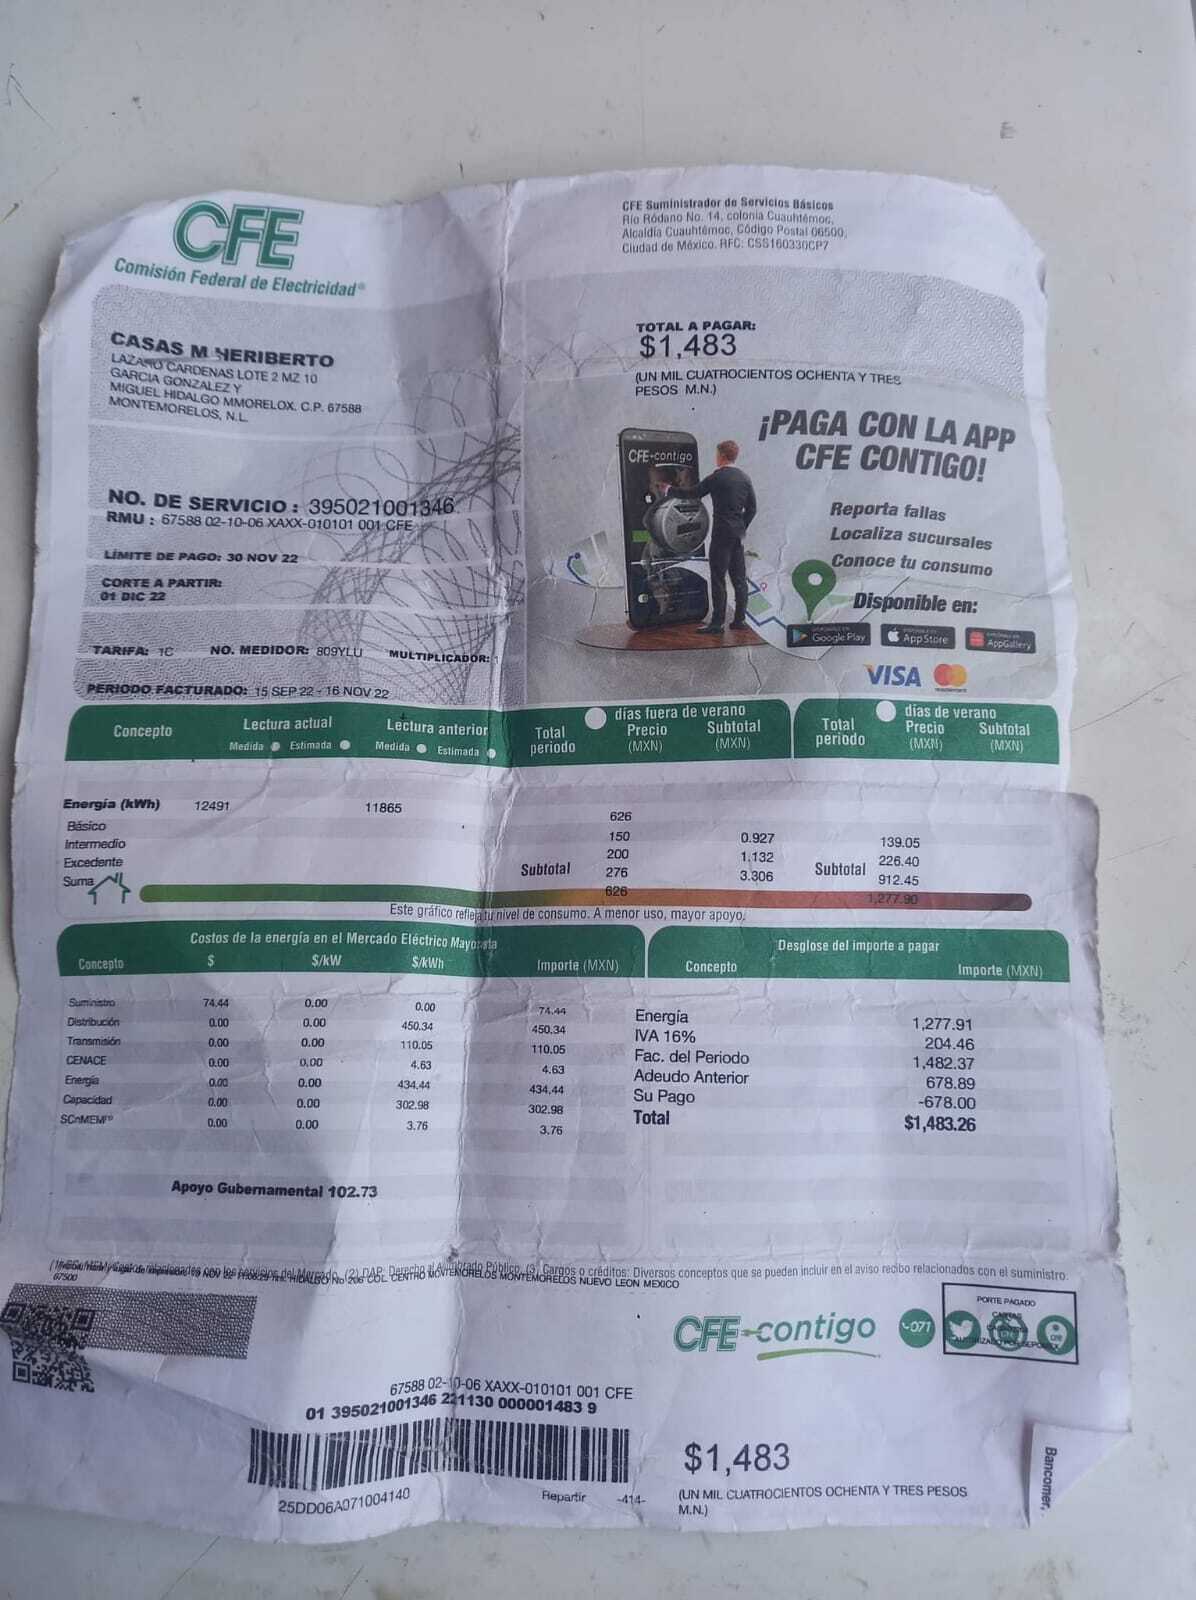 CFE
Comisión Federal de Electricidad®
CFE Suministrador de Servicios Básicos
Río Ródano No. 14, colonia Cuauhtémoc,
Alcaldía Cuauhtémoc, Código Postal 06500,
Ciudad de México. RFC: CSS160330CP7
CASAS M HERIBERTO
LAZARO CARDENAS LOTE 2 MZ 10
GARCIA GONZALEZ Y
MIGUEL HIDALGO MMORELOX. C.P. 67588
MONTEMORELOS, N.L.
TOTAL A PAGAR:
$1,483
(UN MIL CUATROCIENTOS OCHENTA Y TRES
PESOS M.N.)
¡PAGA CON LA APP
CFE CONTIGO!
CFE contigo
Reporta fallas
Localiza sucursales
Conoce tu consumo
Disponible en:
Google Play
App Store
AppGallery
VISA
mastercard
NO. DE SERVICIO : 395021001346
RMU : 67588 02-10-06 XAXX-010101 001 CFE
LÍMITE DE PAGO: 30 NOV 22
CORTE A PARTIR:
01 DIC 22
TARIFA: 1C NO. MEDIDOR: 809YLU MULTIPLICADOR: 1
PERIODO FACTURADO: 15 SEP 22 - 16 NOV 22
Concepto Lectura actual Lectura anterior Total periodo días fuera de verano Precio (MXN) Subtotal (MXN) Total periodo días de verano Precio (MXN) Subtotal (MXN)
Medida Estimada Medida Estimada
Energía (kWh) 12491 11865 626
Básico 150 0.927 139.05
Intermedio 200 1.132 226.40
Excedente 276 3.306 912.45
Suma 626 1,277.90
Subtotal Subtotal
Este gráfico refleja tu nivel de consumo. A menor uso, mayor apoyo.
Costos de la energía en el Mercado Eléctrico Mayorista
Concepto $ $/kW $/kWh Importe (MXN)
Suministro 74.44 0.00 0.00 74.44
Distribución 0.00 0.00 450.34 450.34
Transmisión 0.00 0.00 110.05 110.05
CENACE 0.00 0.00 4.63 4.63
Energía 0.00 0.00 434.44 434.44
Capacidad 0.00 0.00 302.98 302.98
SCnMEM 0.00 0.00 3.76 3.76
Apoyo Gubernamental 102.73
Desglose del importe a pagar
Concepto Importe (MXN)
Energía 1,277.91
IVA 16% 204.46
Fac. del Periodo 1,482.37
Adeudo Anterior 678.89
Su Pago -678.00
Total $1,483.26
relacionados con los servicios del Mercado. (2) DAP: Derecho al Alumbrado Público. (3) Cargos o créditos: Diversos conceptos que se pueden incluir en el aviso recibo relacionados con el suministro.
HIDALGO No 206 COL. CENTRO MONTEMORELOS MONTEMORELOS NUEVO LEON MEXICO
67500
CFE contigo
071
PORTE PAGADO
CARTAS
AUTORIZADO POR SEPOMEX
67588 02-10-06 XAXX-010101 001 CFE
01 395021001346 221130 000001483 9
25DD06A071004140
Repartir -414-
$1,483
(UN MIL CUATROCIENTOS OCHENTA Y TRES PESOS
M.N.)
Bancomer,